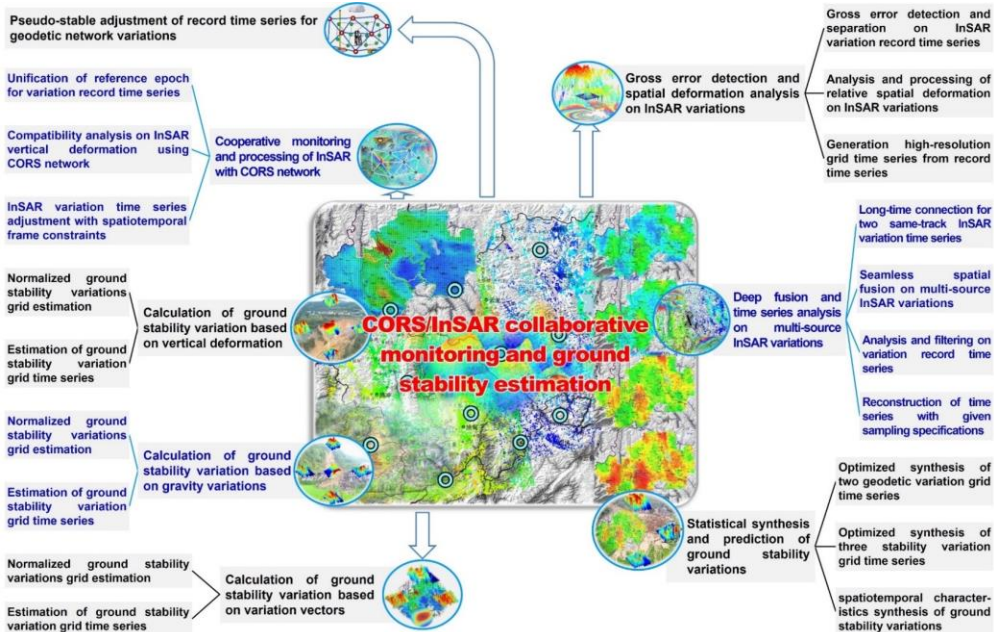 Pseudo-stable adjustment of record time series for
geodetic network variations
Unification of reference epoch
for variation record time series
Compatibility analysis on InSAR
vertical deformation using
CORS network
InSAR variation time series
adjustment with spatiotemporal
frame constraints
Cooperative monitoring
and processing of InSAR
with CORS network
Gross error detection and
spatial deformation analysis
on InSAR variations
Gross error detection and
separation on InSAR
variation record time series
Analysis and processing of
relative spatial deformation
on InSAR variations
Generation high-resolution
grid time series from record
time series
Normalized ground
stability variations
grid estimation
Estimation of ground
stability variation
grid time series
Calculation of ground
stability variation based
on vertical deformation
CORS/InSAR collaborative
monitoring and ground
stability estimation
Deep fusion and
time series analysis
on multi-source
InSAR variations
Long-time connection for
two same-track InSAR
variation time series
Seamless spatial
fusion on multi-source
InSAR variations
Analysis and filtering on
variation record time
series
Reconstruction of time
series with given
sampling specifications
Normalized ground
stability variations
grid estimation
Estimation of ground
stability variation
grid time series
Calculation of ground
stability variation based
on gravity variations
Statistical synthesis
and prediction of
ground stability
variations
Optimized synthesis of
two geodetic variation grid
time series
Optimized synthesis of
three stability variation
grid time series
spatiotemporal character-
istics synthesis of ground
stability variations
Normalized ground stability
variations grid estimation
Estimation of ground stability
variation grid time series
Calculation of ground
stability variation based
on variation vectors